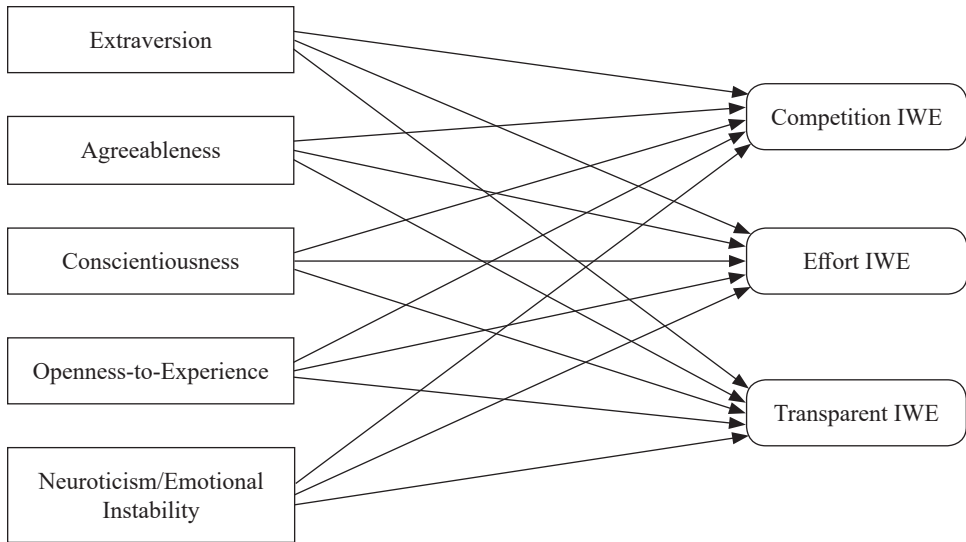 Extraversion
Agreeableness
Conscientiousness
Openness-to-Experience
Neuroticism/Emotional
Instability
Competition IWE
Effort IWE
Transparent IWE